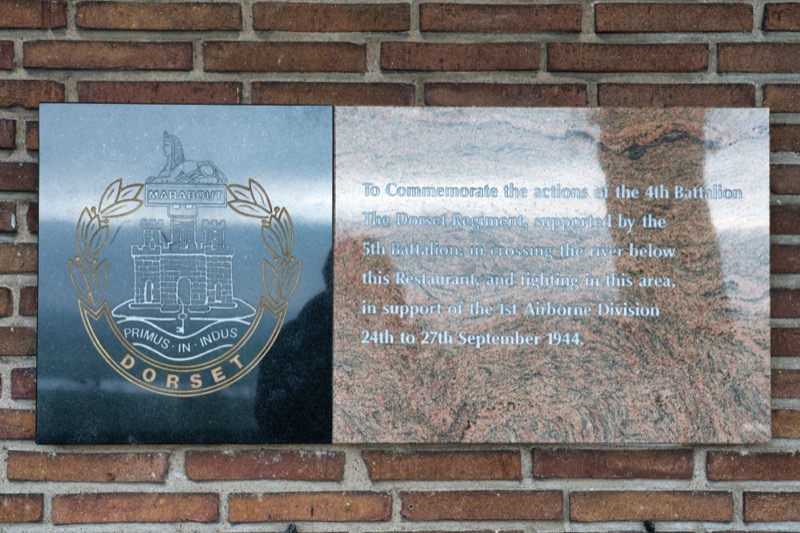 MARABOUT
PRIMUS · IN · INDUS
DORSET
To Commemorate the actions of the 4th Battalion
The Dorset Regiment, supported by the
5th Battalion, in crossing the river below
this Restaurant, and fighting in this area,
in support of the 1st Airborne Division
24th to 27th September 1944.